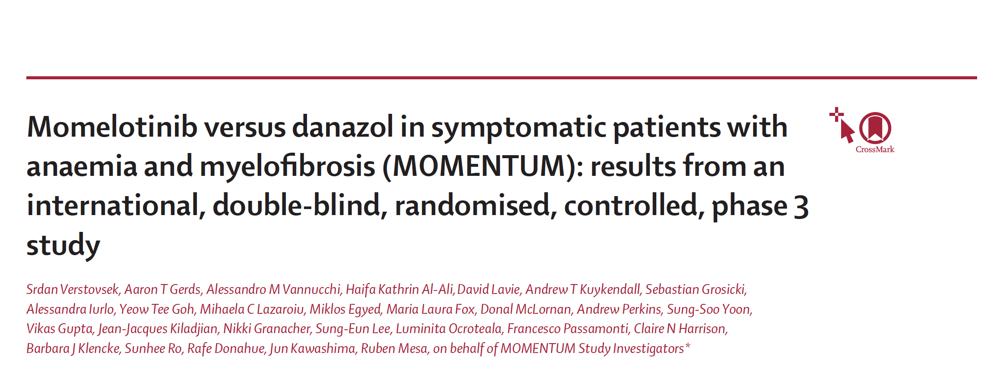 Momelotinib versus danazol in symptomatic patients with
anaemia and myelofibrosis (MOMENTUM): results from an
international, double-blind, randomised, controlled, phase 3
study
CrossMark
Srdan Verstovsek, Aaron T Gerds, Alessandro M Vannucchi, Haifa Kathrin Al-Ali, David Lavie, Andrew T Kuykendall, Sebastian Grosicki,
Alessandra Iurlo, Yeow Tee Goh, Mihaela C Lazaroiu, Miklos Egyed, Maria Laura Fox, Donal McLornan, Andrew Perkins, Sung-Soo Yoon,
Vikas Gupta, Jean-Jacques Kiladjian, Nikki Granacher, Sung-Eun Lee, Luminita Ocroteala, Francesco Passamonti, Claire N Harrison,
Barbara J Klencke, Sunhee Ro, Rafe Donahue, Jun Kawashima, Ruben Mesa, on behalf of MOMENTUM Study Investigators*